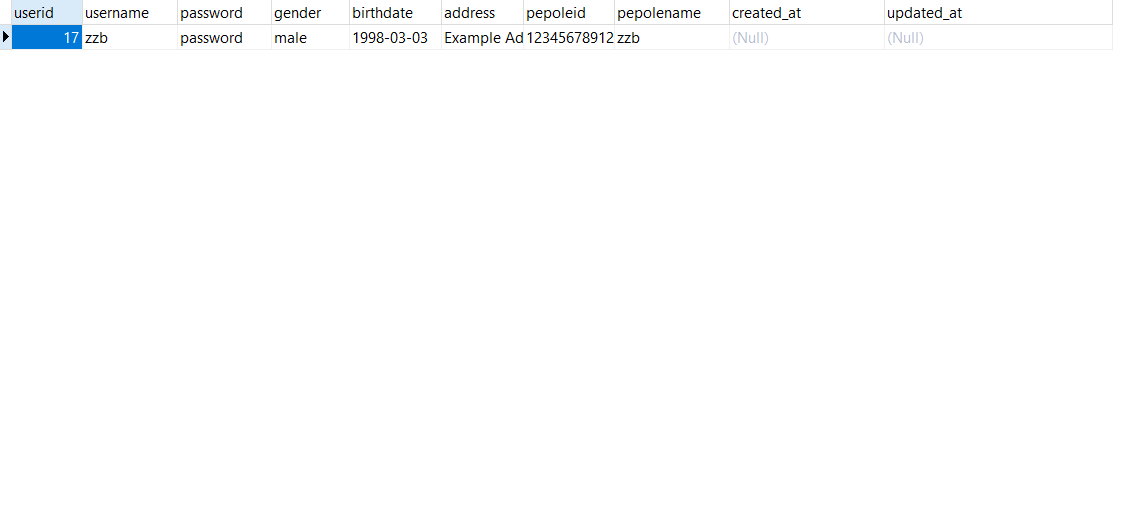 userid username password gender birthdate address pepoleid pepolename created_at updated_at
17 zzb password male 1998-03-03 Example Ad 12345678912 zzb (Null) (Null)